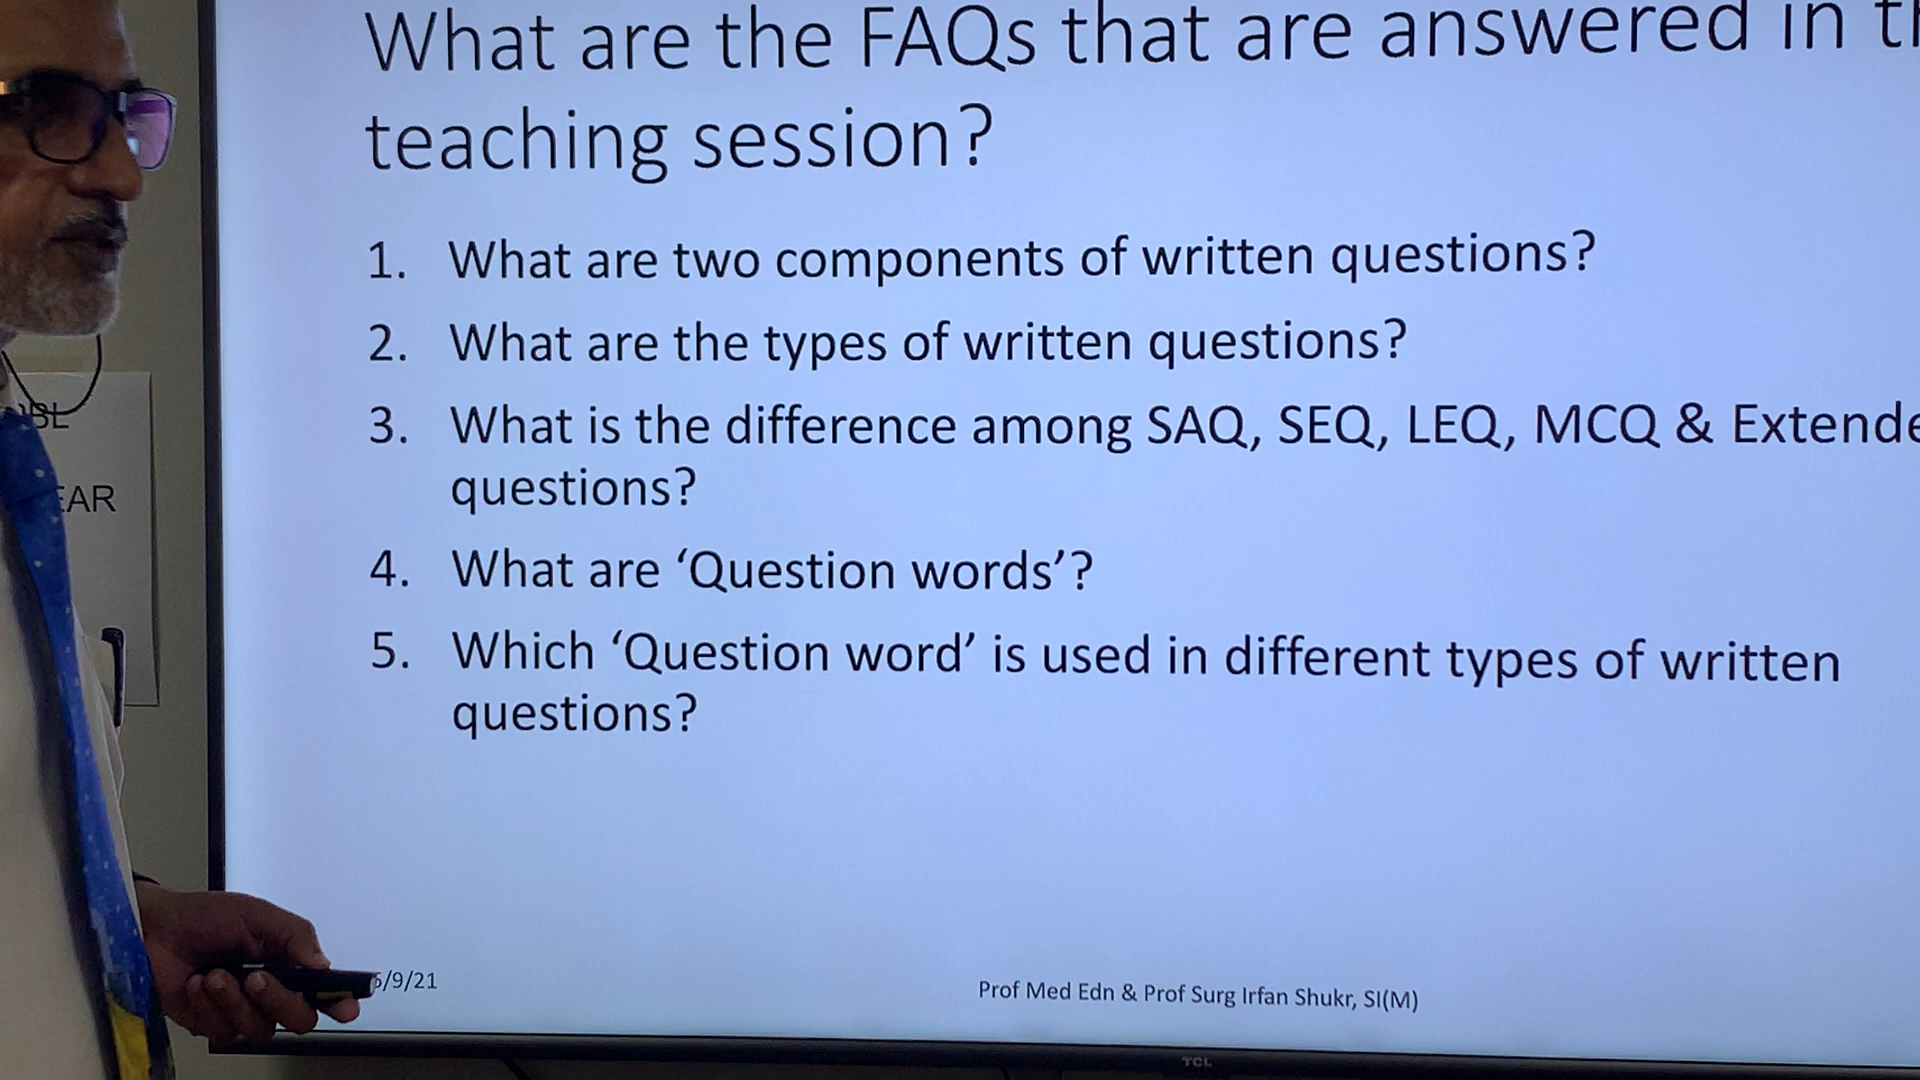 What are the FAQs that are answered in
teaching session?
1. What are two components of written questions?
2. What are the types of written questions?
3. What is the difference among SAQ, SEQ, LEQ, MCQ &
questions?
4. What are ‘Question words’?
5. Which ‘Question word’ is used in different types of written
questions?
/9/21
Prof Med Edn & Prof Surg Irfan Shukr, SI(M)
TCL